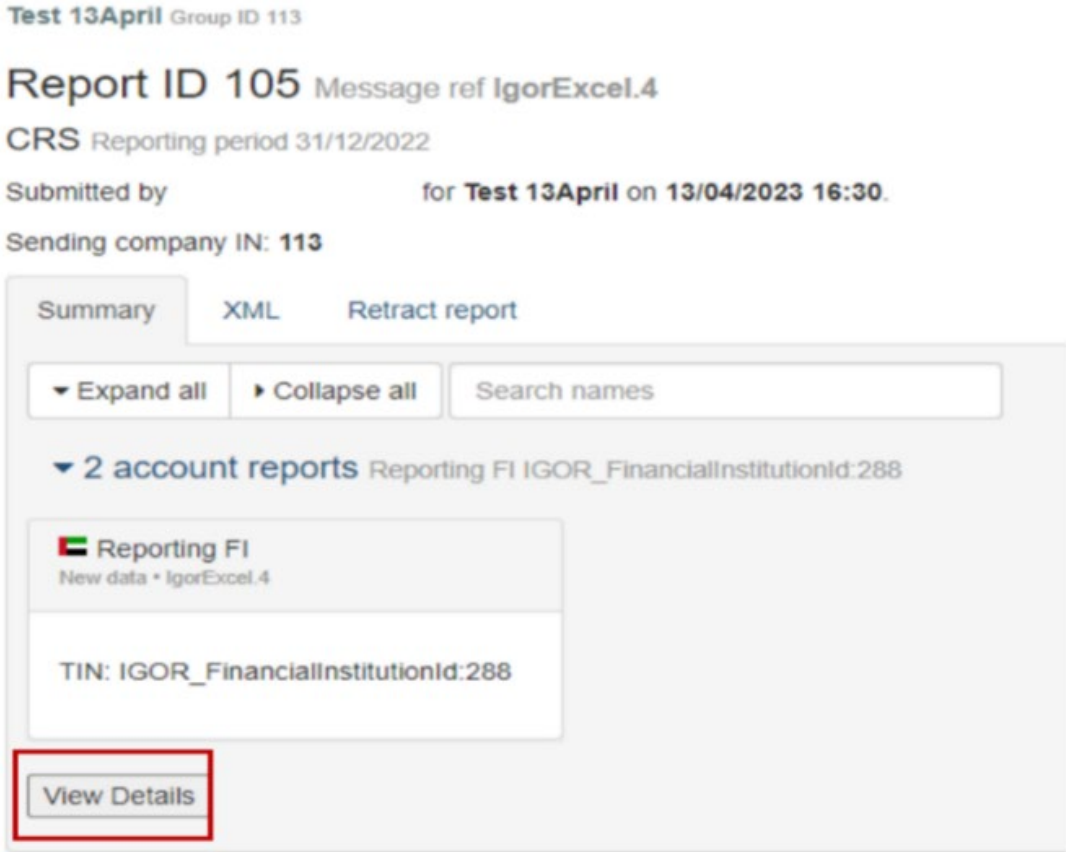 Test 13April Group ID 113
Report ID 105 Message ref IgorExcel.4
CRS Reporting period 31/12/2022
Submitted by for Test 13April on 13/04/2023 16:30.
Sending company IN: 113
Summary XML Retract report
Expand all Collapse all Search names
2 account reports Reporting FI IGOR_FinancialInstitutionId:288
Reporting FI
New data • IgorExcel.4
TIN: IGOR_FinancialInstitutionId:288
View Details